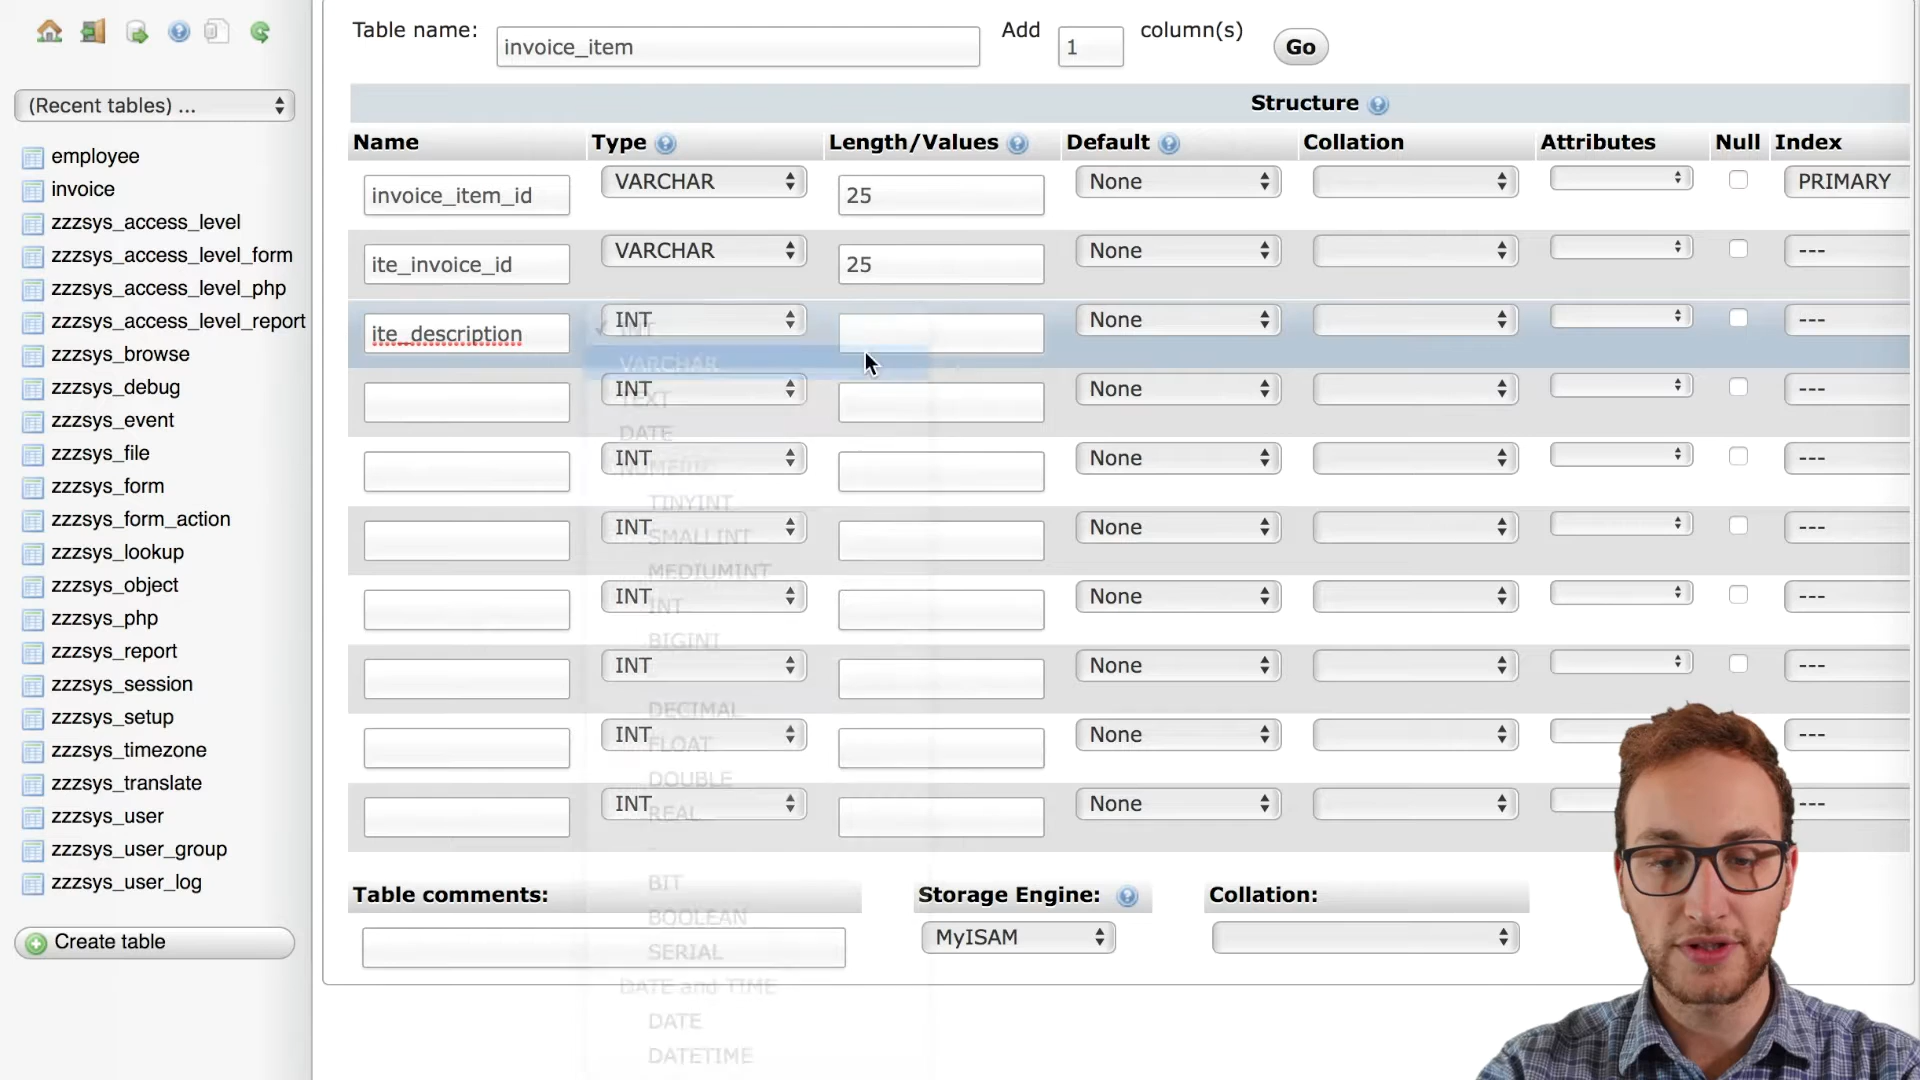 Table name: invoice_item Add 1 column(s) Go
(Recent tables) ...
employee
invoice
zzzsys_access_level
zzzsys_access_level_form
zzzsys_access_level_php
zzzsys_access_level_report
zzzsys_browse
zzzsys_debug
zzzsys_event
zzzsys_file
zzzsys_form
zzzsys_form_action
zzzsys_lookup
zzzsys_object
zzzsys_php
zzzsys_report
zzzsys_session
zzzsys_setup
zzzsys_timezone
zzzsys_translate
zzzsys_user
zzzsys_user_group
zzzsys_user_log
Create table
Structure
Name Type Length/Values Default Collation Attributes Null Index
invoice_item_id VARCHAR 25 None PRIMARY
ite_invoice_id VARCHAR 25 None ---
ite_description INT None ---
INT None ---
INT None ---
INT None ---
INT None ---
INT None ---
INT None ---
INT None ---
INT
VARCHAR
TEXT
DATE
NUMERIC
TINYINT
SMALLINT
MEDIUMINT
INT
BIGINT
DECIMAL
FLOAT
DOUBLE
REAL
BIT
BOOLEAN
SERIAL
DATE and TIME
DATE
DATETIME
Table comments: Storage Engine: Collation:
MyISAM